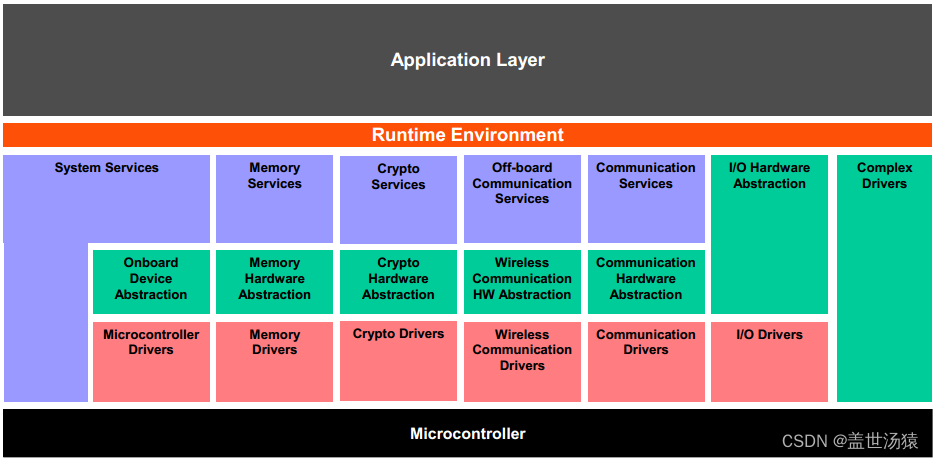 Application Layer
Runtime Environment
System Services
Memory
Services
Crypto
Services
Off-board
Communication
Services
Communication
Services
I/O Hardware
Abstraction
Complex
Drivers
Onboard
Device
Abstraction
Memory
Hardware
Abstraction
Crypto
Hardware
Abstraction
Wireless
Communication
HW Abstraction
Communication
Hardware
Abstraction
Microcontroller
Drivers
Memory
Drivers
Crypto Drivers
Wireless
Communication
Drivers
Communication
Drivers
I/O Drivers
Microcontroller
CSDN @盖世汤猿